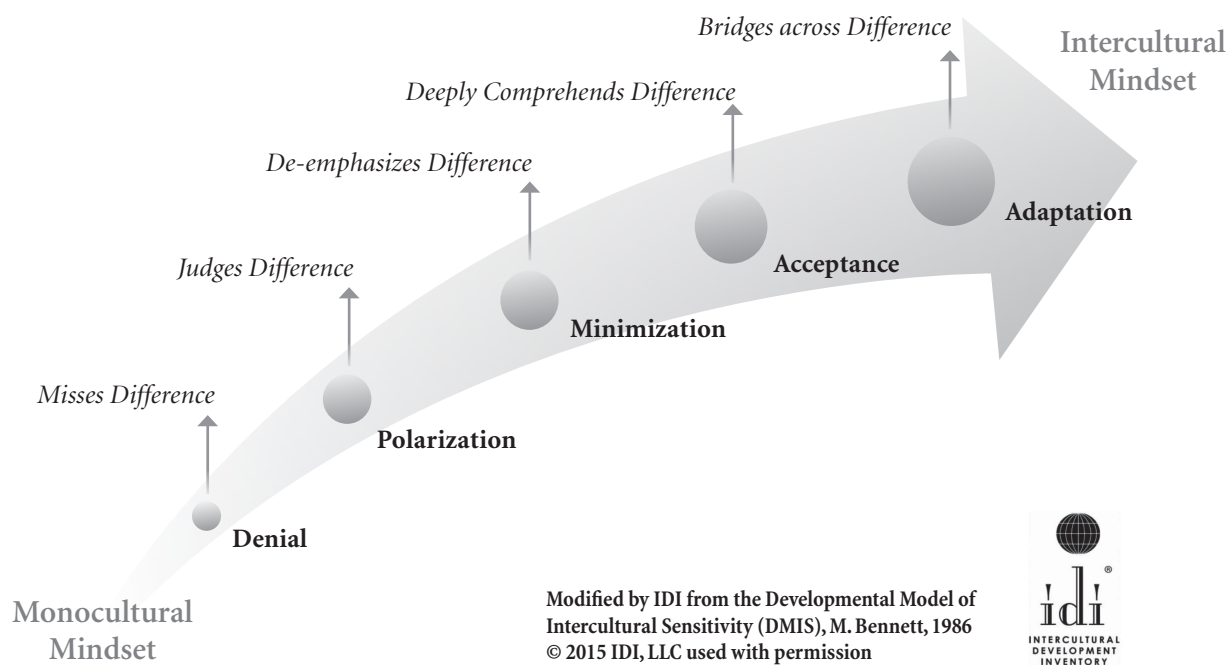 Bridges across Difference
Intercultural
Mindset
Deeply Comprehends Difference
De-emphasizes Difference
Adaptation
Judges Difference
Acceptance
Minimization
Misses Difference
Polarization
Denial
Monocultural
Mindset
Modified by IDI from the Developmental Model of
Intercultural Sensitivity (DMIS), M. Bennett, 1986
© 2015 IDI, LLC used with permission
idi®
INTERCULTURAL
DEVELOPMENT
INVENTORY